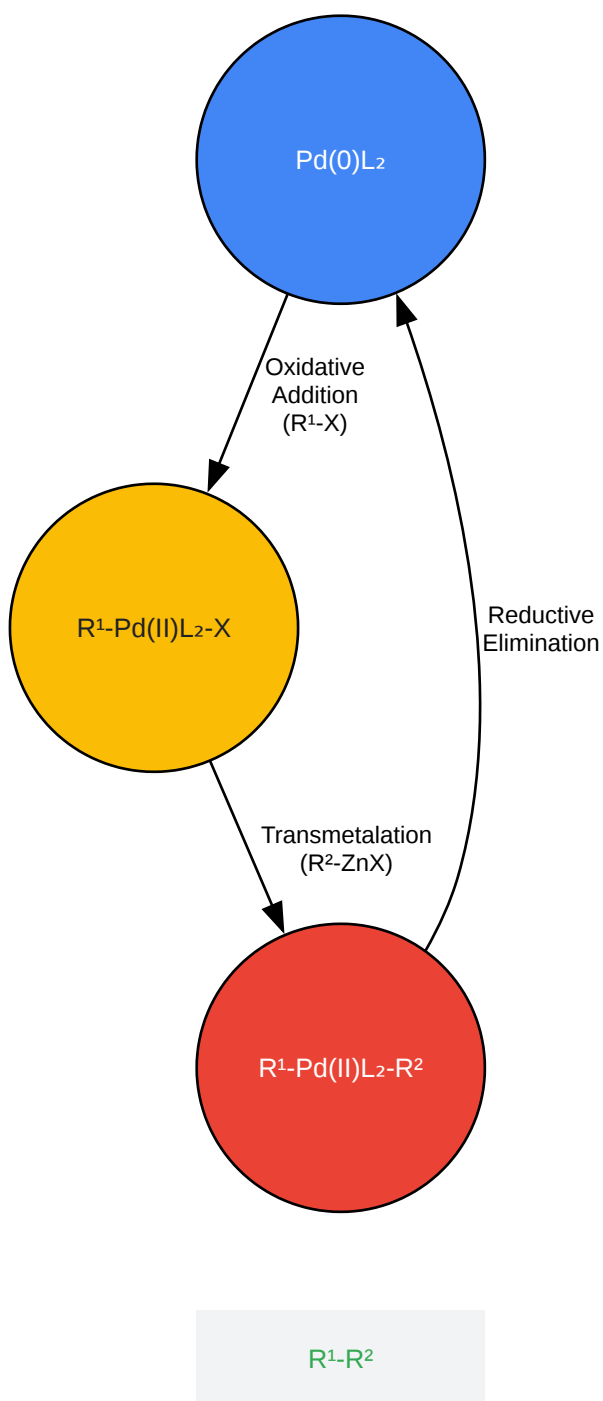 Pd(0)L₂
Oxidative
Addition
(R¹-X)
R¹-Pd(II)L₂-X
Reductive
Elimination
Transmetalation
(R²-ZnX)
R¹-Pd(II)L₂-R²
R¹-R²